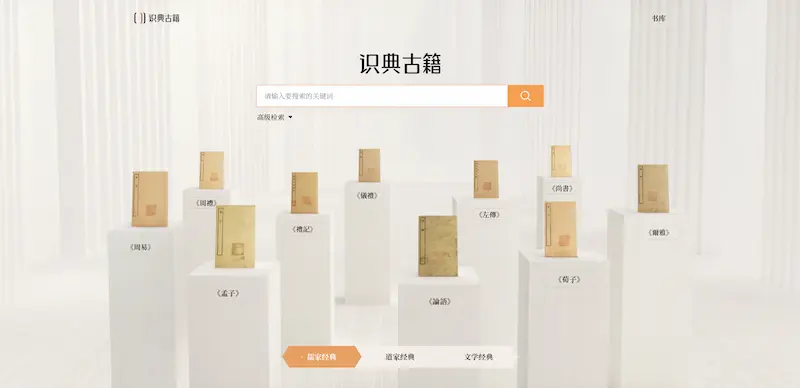 识典古籍
书库
识典古籍
请输入要搜索的关键词
高级检索
《周禮》
《儀禮》
《尚書》
《禮記》
《左傳》
《爾雅》
《周易》
《孟子》
《論語》
《荀子》
儒家经典
道家经典
文学经典